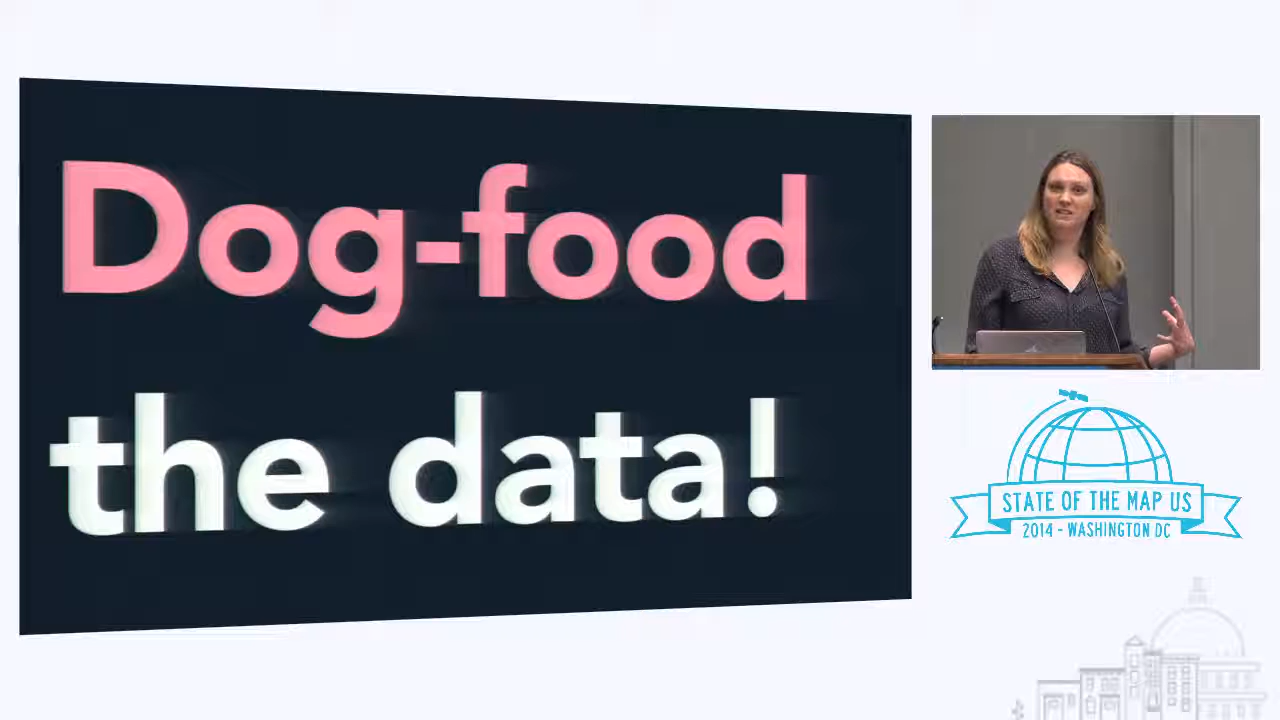 Dog-food
the data!
STATE OF THE MAP US
2014 - WASHINGTON DC